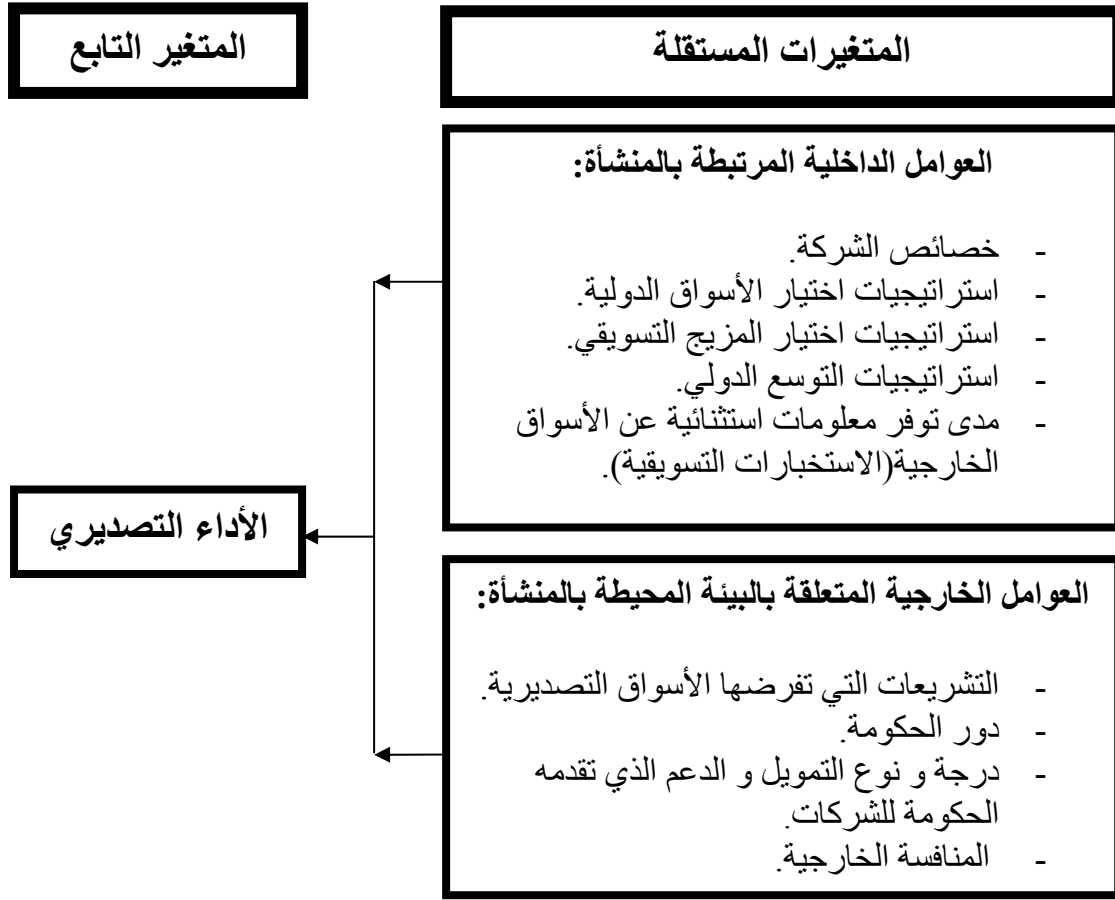 المتغيرات المستقلة
المتغير التابع
العوامل الداخلية المرتبطة بالمنشأة:
- خصائص الشركة.
- استراتيجيات اختيار الأسواق الدولية.
- استراتيجيات اختيار المزيج التسويقي.
- استراتيجيات التوسع الدولي.
- مدى توفر معلومات استثنائية عن الأسواق
الخارجية(الاستخبارات التسويقية).
الأداء التصديري
العوامل الخارجية المتعلقة بالبيئة المحيطة بالمنشأة:
- التشريعات التي تفرضها الأسواق التصديرية.
- دور الحكومة.
- درجة و نوع التمويل و الدعم الذي تقدمه
الحكومة للشركات.
- المنافسة الخارجية.